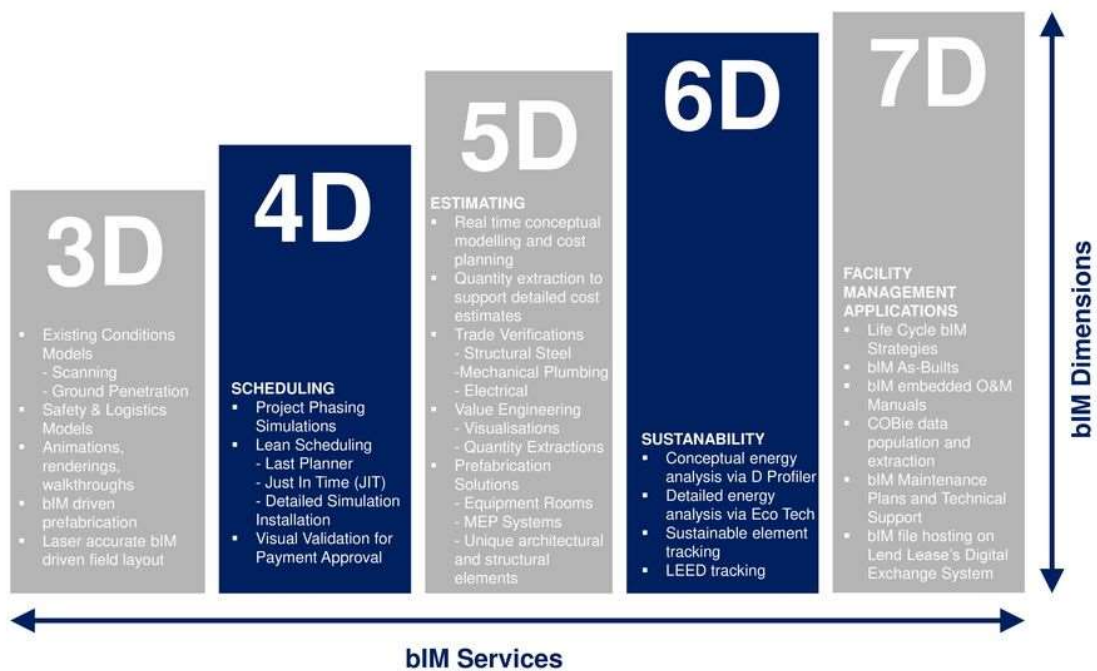 3D
▪ Existing Conditions
Models
- Scanning
- Ground Penetration
▪ Safety & Logistics
Models
▪ Animations,
renderings,
walkthroughs
▪ bIM driven
prefabrication
▪ Laser accurate bIM
driven field layout
4D
SCHEDULING
▪ Project Phasing
Simulations
▪ Lean Scheduling
- Last Planner
- Just In Time (JIT)
- Detailed Simulation
Installation
▪ Visual Validation for
Payment Approval
5D
ESTIMATING
▪ Real time conceptual
modelling and cost
planning
▪ Quantity extraction to
support detailed cost
estimates
▪ Trade Verifications
- Structural Steel
-Mechanical Plumbing
- Electrical
▪ Value Engineering
- Visualisations
- Quantity Extractions
▪ Prefabrication
Solutions
- Equipment Rooms
- MEP Systems
- Unique architectural
and structural
elements
6D
SUSTANABILITY
▪ Conceptual energy
analysis via D Profiler
▪ Detailed energy
analysis via Eco Tech
▪ Sustainable element
tracking
▪ LEED tracking
7D
FACILITY
MANAGEMENT
APPLICATIONS
▪ Life Cycle bIM
Strategies
▪ bIM As-Builts
▪ bIM embedded O&M
Manuals
▪ COBie data
population and
extraction
▪ bIM Maintenance
Plans and Technical
Support
▪ bIM file hosting on
Lend Lease's Digital
Exchange System
bIM Dimensions
bIM Services